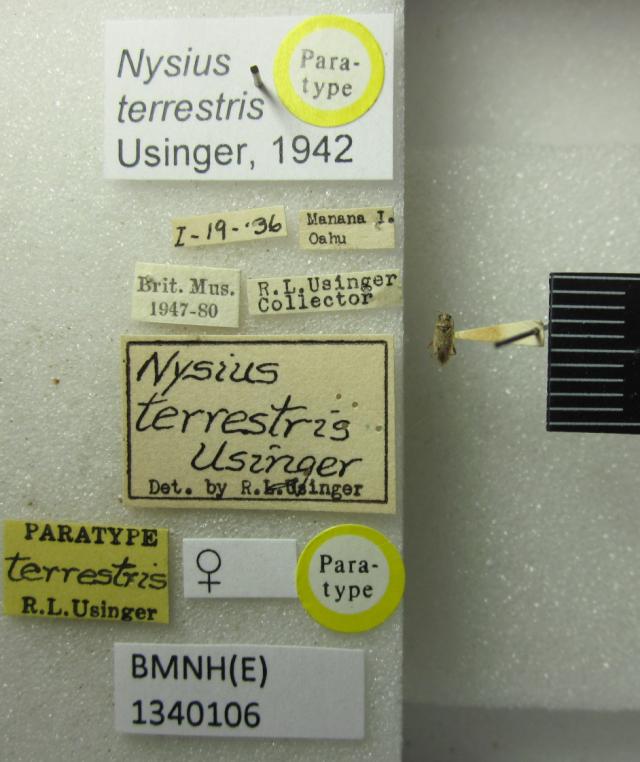 Nysius
terrestris
Usinger, 1942
Para-
type
I-19-'36
Manana I.
Oahu
Brit. Mus.
1947-80
R.L.Usinger
Collector
Nysius
terrestris
Usinger
Det. by R.L.Usinger
PARATYPE
terrestris
R.L.Usinger
♀
Para-
type
BMNH(E)
1340106